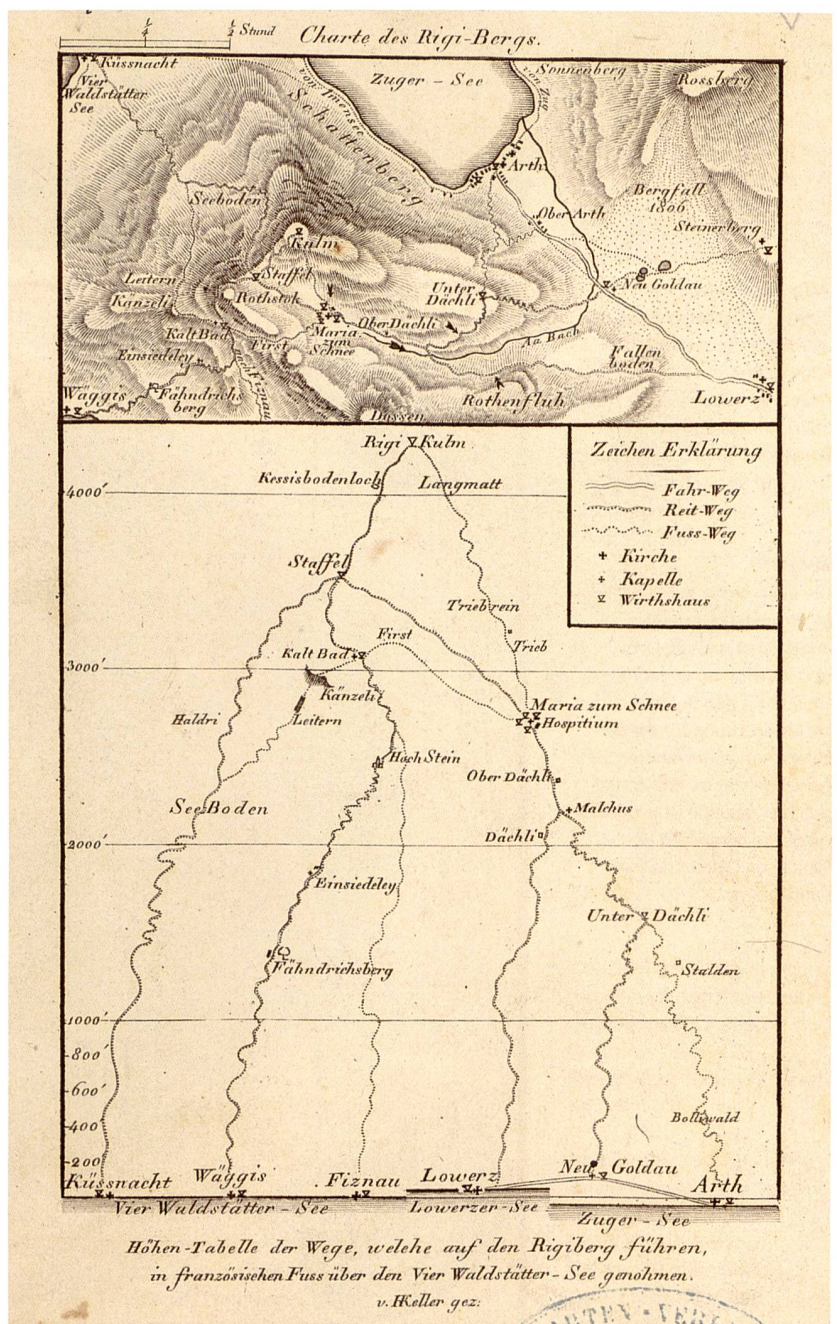 1/4
1/2 Stund
Charte des Rigi-Bergs.
Küssnacht
Vier
Waldstätter
See
von Imensee
Schattenberg
Zuger-See
von Zug
Sonnenberg
Rossberg
Arth
Bergfall
1806
Ober Arth
Steinerberg
Seeboden
Kulm
Staffel
Leitern
Känzeli
Rothstok
Unter
Dächli
Neu Goldau
Kalt Bad
First
Maria
zum
Schnee
Ober Dächli
Aa Bach
Einsiedeley
nach Fiznau
Fallen
boden
Wäggis
Fähndrichs
berg
Dossen
Rothenfluh
Lowerz
Rigi Kulm
Zeichen Erklärung
Fahr-Weg
Reit-Weg
Fuss-Weg
Kirche
Kapelle
Wirthshaus
Kessisbodenloch
Langmatt
4000'
Staffel
Triebrein
Trieb
First
Kalt Bad
3000'
Känzeli
Maria zum Schnee
Hospitium
Haldri
Leitern
Hoch Stein
Ober Dächli
See Boden
Malchus
Dächli
2000'
Einsiedeley
Unter Dächli
Fähndrichsberg
Stalden
1000'
800'
600'
400'
Bollwald
200'
Küssnacht
Wäggis
Fiznau
Lowerz
Neu Goldau
Arth
Vier Waldstätter-See
Lowerzer-See
Zuger-See
Höhen-Tabelle der Wege, welche auf den Rigiberg führen,
in französischen Fuss über den Vier Waldstätter-See genohmen.
v. HKeller gez: